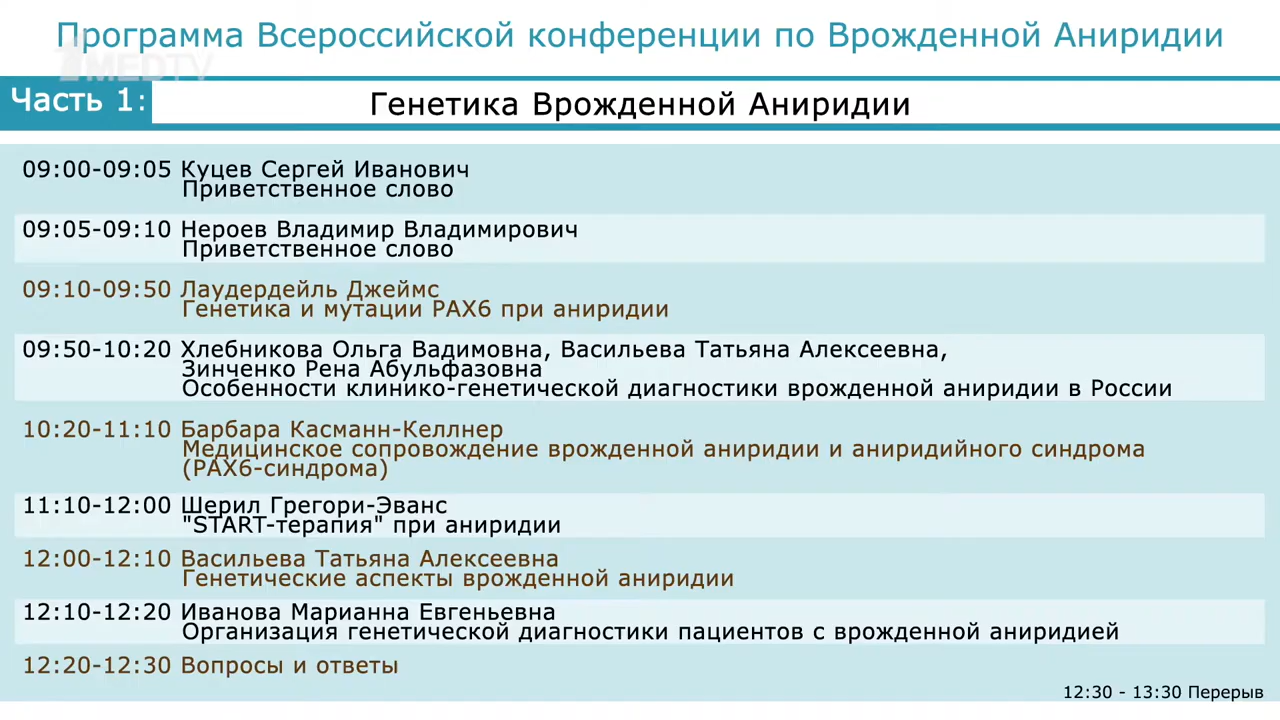 Программа Всероссийской конференции по Врожденной Аниридии
1MEDTV
Часть 1:
Генетика Врожденной Аниридии
09:00-09:05 Куцев Сергей Иванович
Приветственное слово
09:05-09:10 Нероев Владимир Владимирович
Приветственное слово
09:10-09:50 Лаудердейль Джеймс
Генетика и мутации PAX6 при аниридии
09:50-10:20 Хлебникова Ольга Вадимовна, Васильева Татьяна Алексеевна,
Зинченко Рена Абульфазовна
Особенности клинико-генетической диагностики врожденной аниридии в России
10:20-11:10 Барбара Касманн-Келлнер
Медицинское сопровождение врожденной аниридии и аниридийного синдрома
(PAX6-синдрома)
11:10-12:00 Шерил Грегори-Эванс
"START-терапия" при аниридии
12:00-12:10 Васильева Татьяна Алексеевна
Генетические аспекты врожденной аниридии
12:10-12:20 Иванова Марианна Евгеньевна
Организация генетической диагностики пациентов с врожденной аниридией
12:20-12:30 Вопросы и ответы
12:30 - 13:30 Перерыв